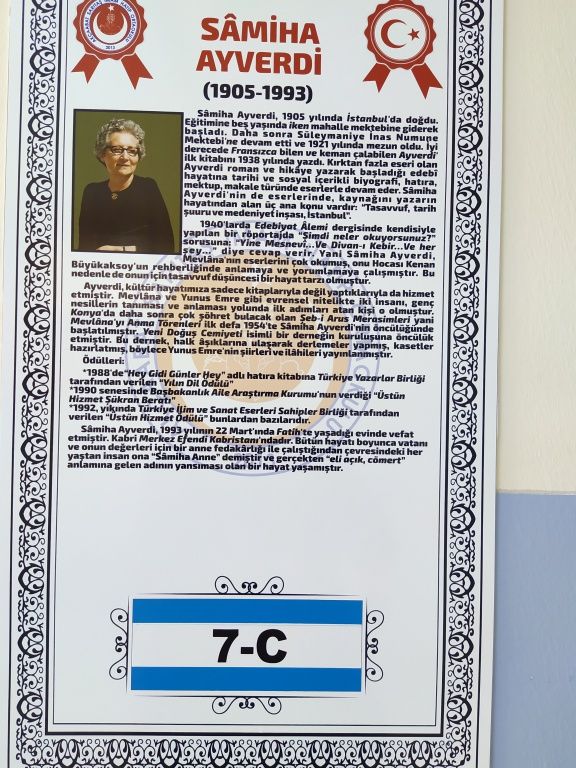 SÂMİHA
AYVERDİ
(1905-1993)
Sâmiha Ayverdi, 1905 yılında İstanbul'da doğdu.
Eğitimine beş yaşında iken mahalle mektebine giderek
başladı. Daha sonra Süleymaniye İnas Numune
Mektebi'ne devam etti ve 1921 yılında mezun oldu. İyi
derecede Fransızca bilen ve keman çalabilen Ayverdi'
ilk kitabını 1938 yılında yazdı. Kırktan fazla eseri olan
Ayverdi roman ve hikâye yazarak başladığı edebî
hayatına tarihi ve sosyal içerikli biyografi, hatıra,
mektup, makale türünde eserlerle devam eder. Sâmiha
Ayverdi'nin de eserlerinde, kaynağını yazarın
hayatından alan üç ana konu vardır: "Tasavvuf, tarih
şuuru ve medeniyet inşası, İstanbul".
1940'larda Edebiyat Âlemi dergisinde kendisiyle
yapılan bir röportajda "Şimdi neler okuyorsunuz?"
sorusuna: "Yine Mesnevî...Ve Divan-ı Kebîr...Ve her
şey..." diye cevap verir. Yani Sâmiha Ayverdi,
Mevlâna'nın eserlerini çok okumuş, onu Hocası Kenan
Büyükaksoy'un rehberliğinde anlamaya ve yorumlamaya çalışmıştır. Bu
nedenle de onun için tasavvuf düşüncesi bir hayat tarzı olmuştur.
Ayverdi, kültür hayatımıza sadece kitaplarıyla değil yaptıklarıyla da hizmet
etmiştir. Mevlâna ve Yunus Emre gibi evrensel nitelikte iki insanı, genç
nesillerin tanıması ve anlaması yolunda ilk adımları atan kişi o olmuştur.
Konya'da daha sonra çok şöhret bulacak olan Şeb-i Arus Merasimleri yani
Mevlâna'yı Anma Törenleri ilk defa 1954'te Sâmiha Ayverdi'nin öncülüğünde
başlatılmıştır. Yeni Doğuş Cemiyeti isimli bir derneğin kuruluşuna öncülük
etmiştir. Bu dernek, halk âşıklarına ulaşarak derlemeler yapmış, kasetler
hazırlatmış, böylece Yunus Emre'nin şiirleri ve ilâhileri yayınlanmıştır.
Ödülleri:
*1988'de "Hey Gidi Günler Hey" adlı hatıra kitabına Türkiye Yazarlar Birliği
tarafından verilen "Yılın Dil Ödülü"
*1990 senesinde Başbakanlık Aile Araştırma Kurumu'nun verdiği "Üstün
Hizmet Şükran Beratı"
*1992, yıkında Türkiye İlim ve Sanat Eserleri Sahipler Birliği tarafından
verilen "Üstün Hizmet Ödülü" bunlardan bazılarıdır.
Sâmiha Ayverdi, 1993 yılının 22 Mart'ında Fatih'te yaşadığı evinde vefat
etmiştir. Kabri Merkez Efendi Kabristanı'ndadır. Bütün hayatı boyunca vatanı
ve onun değerleri için bir anne fedakârlığı ile çalıştığından çevresindeki her
yaştan insan ona "Sâmiha Anne" demiştir ve gerçekten "eli açık, cömert"
anlamına gelen adının yansıması olan bir hayat yaşamıştır.
7-C